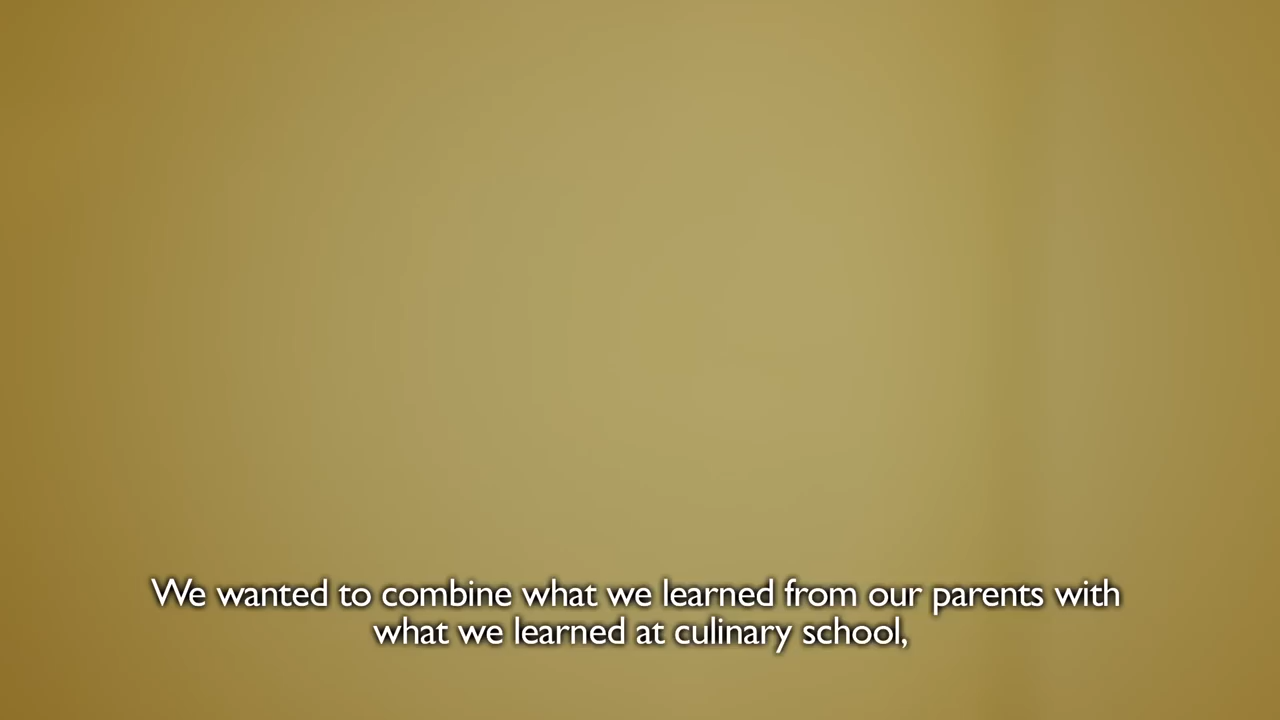 We wanted to combine what we learned from our parents with
what we learned at culinary school,